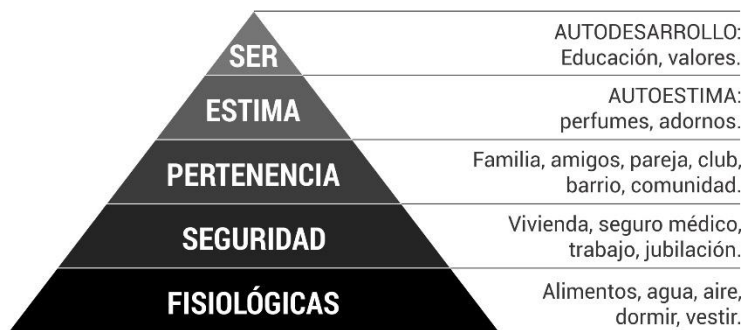 SER
AUTODESARROLLO:
Educación, valores.
ESTIMA
AUTOESTIMA:
perfumes, adornos.
PERTENENCIA
Familia, amigos, pareja, club,
barrio, comunidad.
SEGURIDAD
Vivienda, seguro médico,
trabajo, jubilación.
FISIOLÓGICAS
Alimentos, agua, aire,
dormir, vestir.